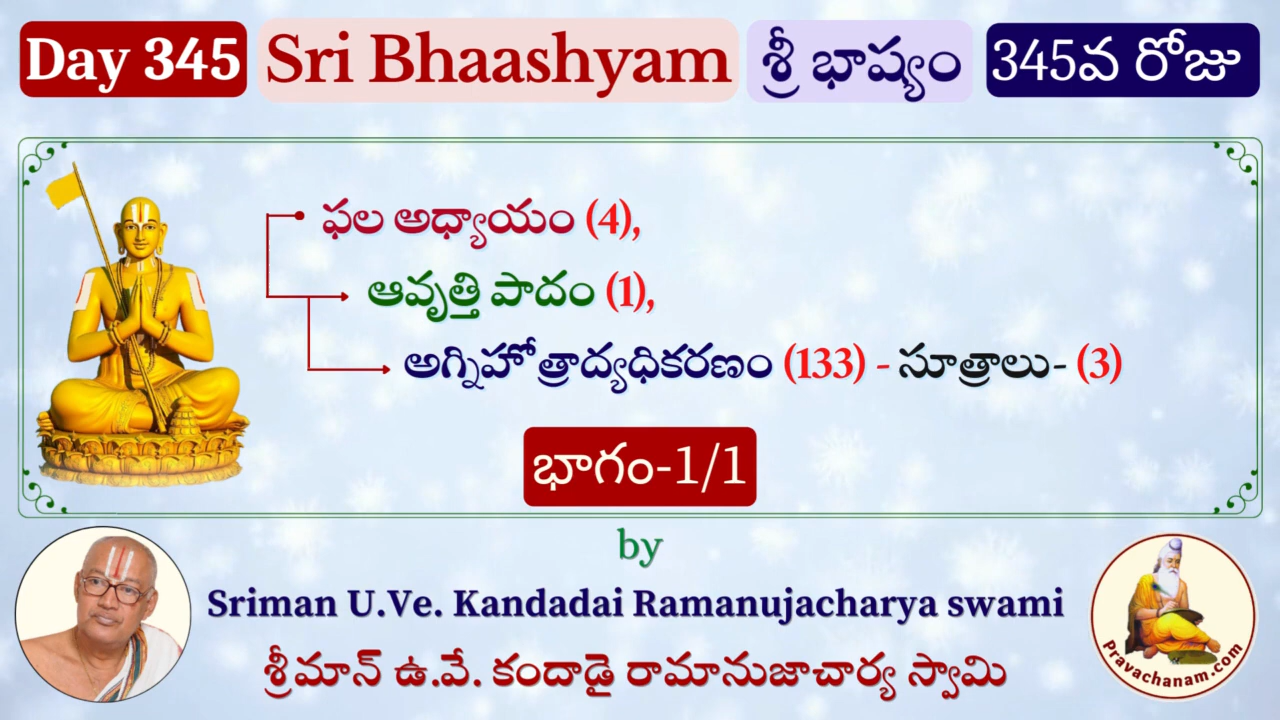 Day 345 Sri Bhaashyam శ్రీ భాష్యం 345వ రోజు
ఫల అధ్యాయం (4),
ఆవృత్తి పాదం (1),
అగ్నిహోత్రాద్యధికరణం (133) - సూత్రాలు- (3)
భాగం-1/1
by
Sriman U.Ve. Kandadai Ramanujacharya swami
శ్రీమాన్ ఉ.వే. కందాడై రామానుజాచార్య స్వామి
Pravachanam.com